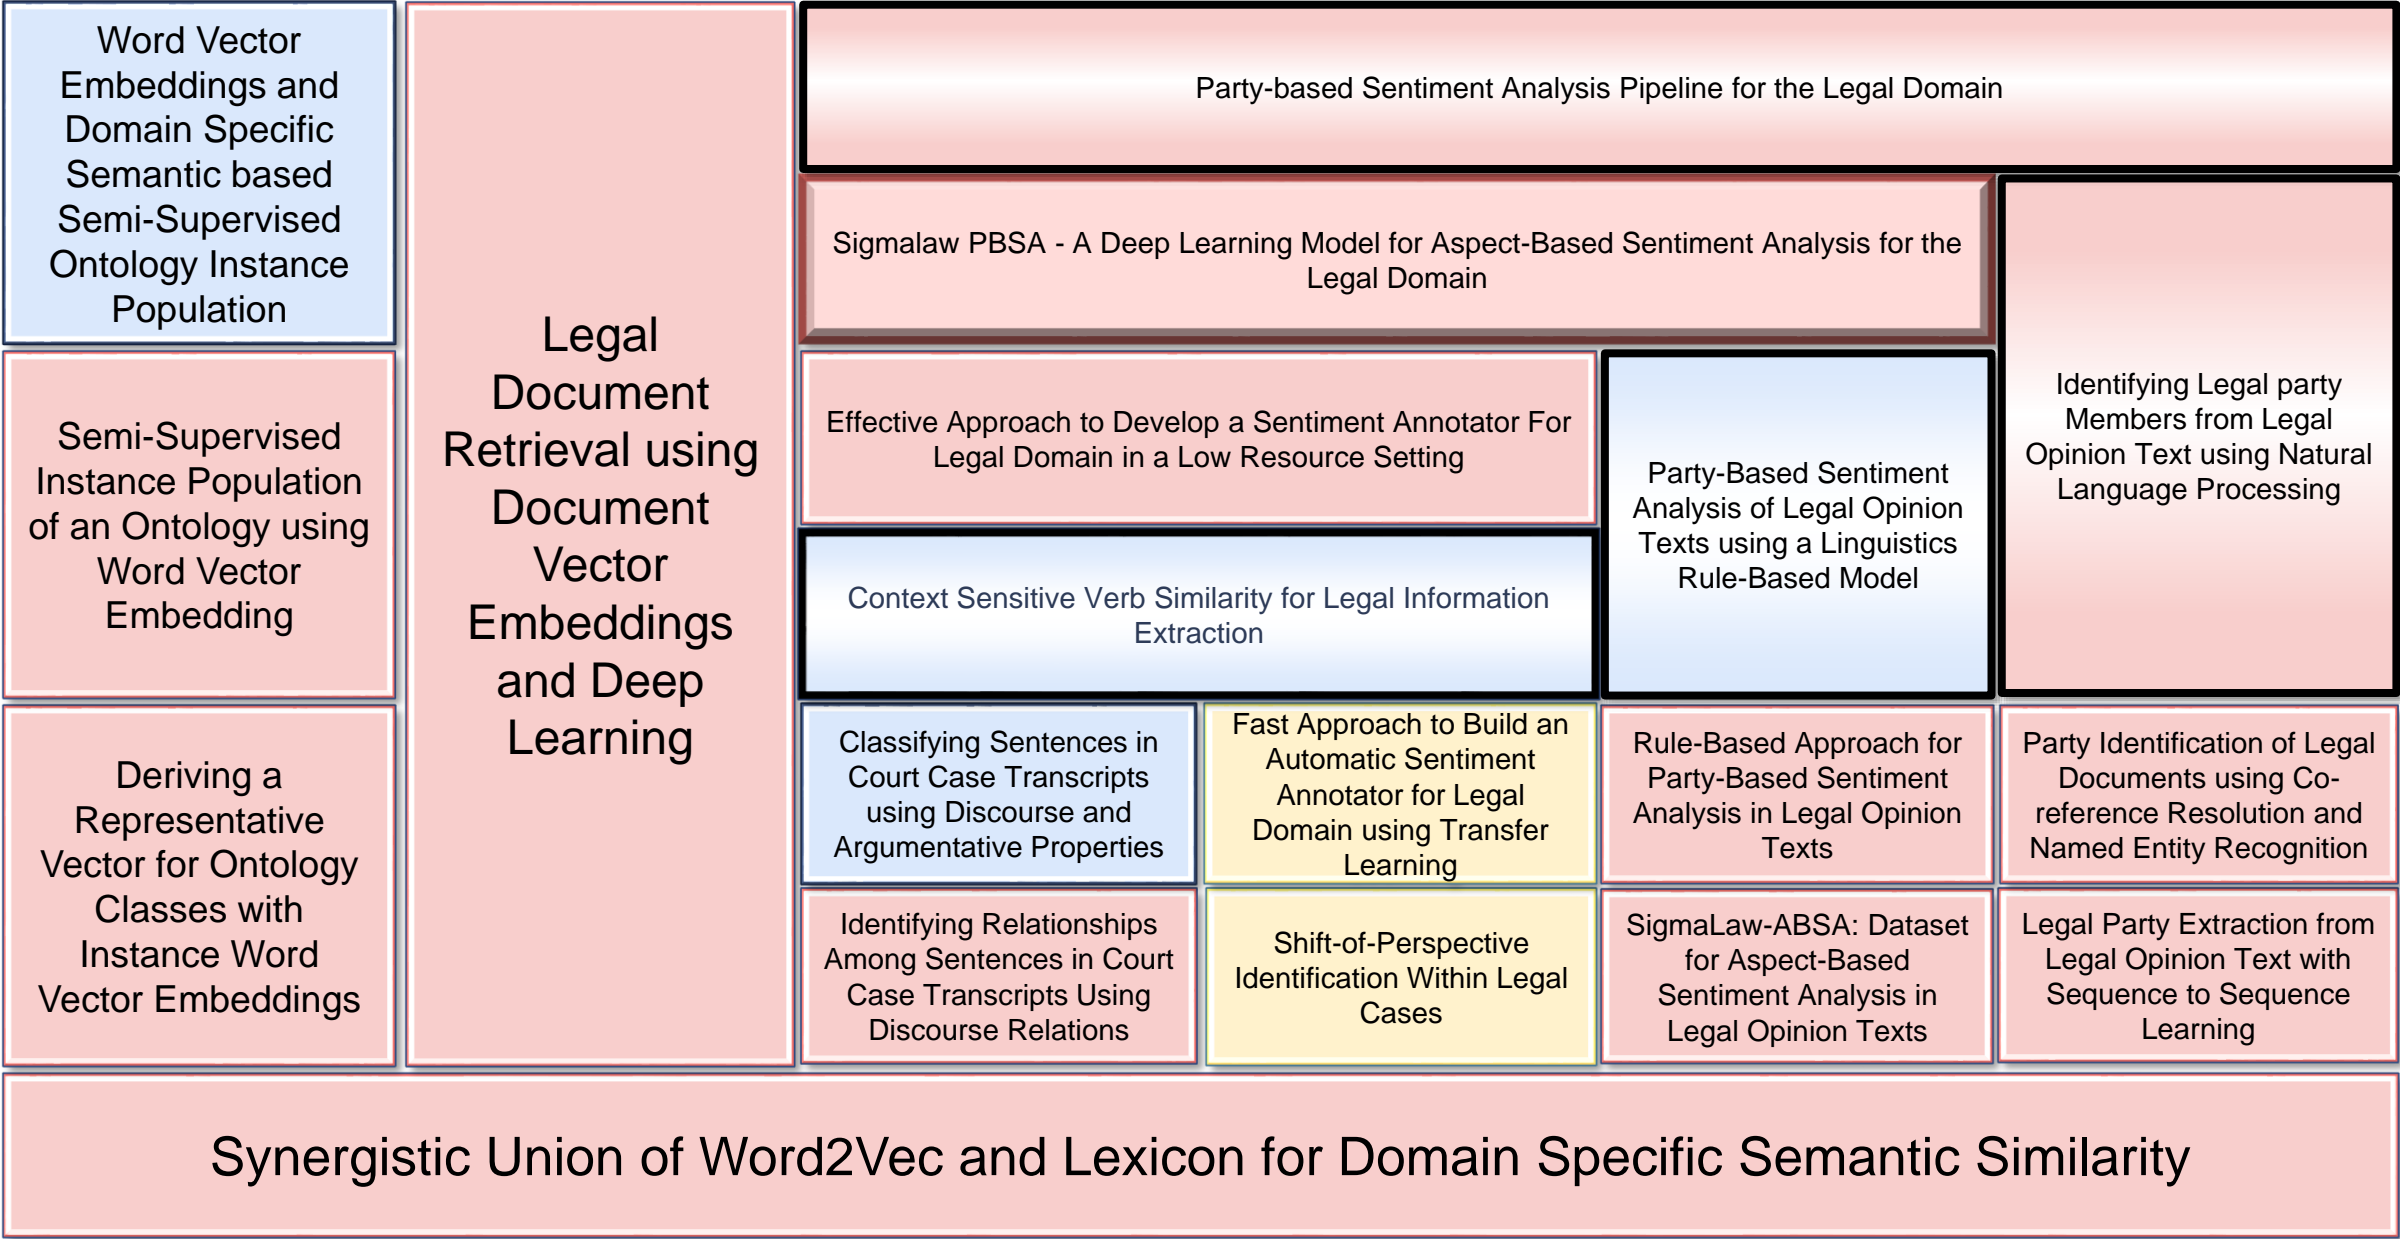 Word Vector
Embeddings and
Domain Specific
Semantic based
Semi-Supervised
Ontology Instance
Population
Semi-Supervised
Instance Population
of an Ontology using
Word Vector
Embedding
Deriving a
Representative
Vector for Ontology
Classes with
Instance Word
Vector Embeddings
Legal
Document
Retrieval using
Document
Vector
Embeddings
and Deep
Learning
Party-based Sentiment Analysis Pipeline for the Legal Domain
Sigmalaw PBSA - A Deep Learning Model for Aspect-Based Sentiment Analysis for the
Legal Domain
Effective Approach to Develop a Sentiment Annotator For
Legal Domain in a Low Resource Setting
Context Sensitive Verb Similarity for Legal Information
Extraction
Party-Based Sentiment
Analysis of Legal Opinion
Texts using a Linguistics
Rule-Based Model
Identifying Legal party
Members from Legal
Opinion Text using Natural
Language Processing
Classifying Sentences in
Court Case Transcripts
using Discourse and
Argumentative Properties
Fast Approach to Build an
Automatic Sentiment
Annotator for Legal
Domain using Transfer
Learning
Rule-Based Approach for
Party-Based Sentiment
Analysis in Legal Opinion
Texts
Party Identification of Legal
Documents using Co-
reference Resolution and
Named Entity Recognition
Identifying Relationships
Among Sentences in Court
Case Transcripts Using
Discourse Relations
Shift-of-Perspective
Identification Within Legal
Cases
SigmaLaw-ABSA: Dataset
for Aspect-Based
Sentiment Analysis in
Legal Opinion Texts
Legal Party Extraction from
Legal Opinion Text with
Sequence to Sequence
Learning
Synergistic Union of Word2Vec and Lexicon for Domain Specific Semantic Similarity